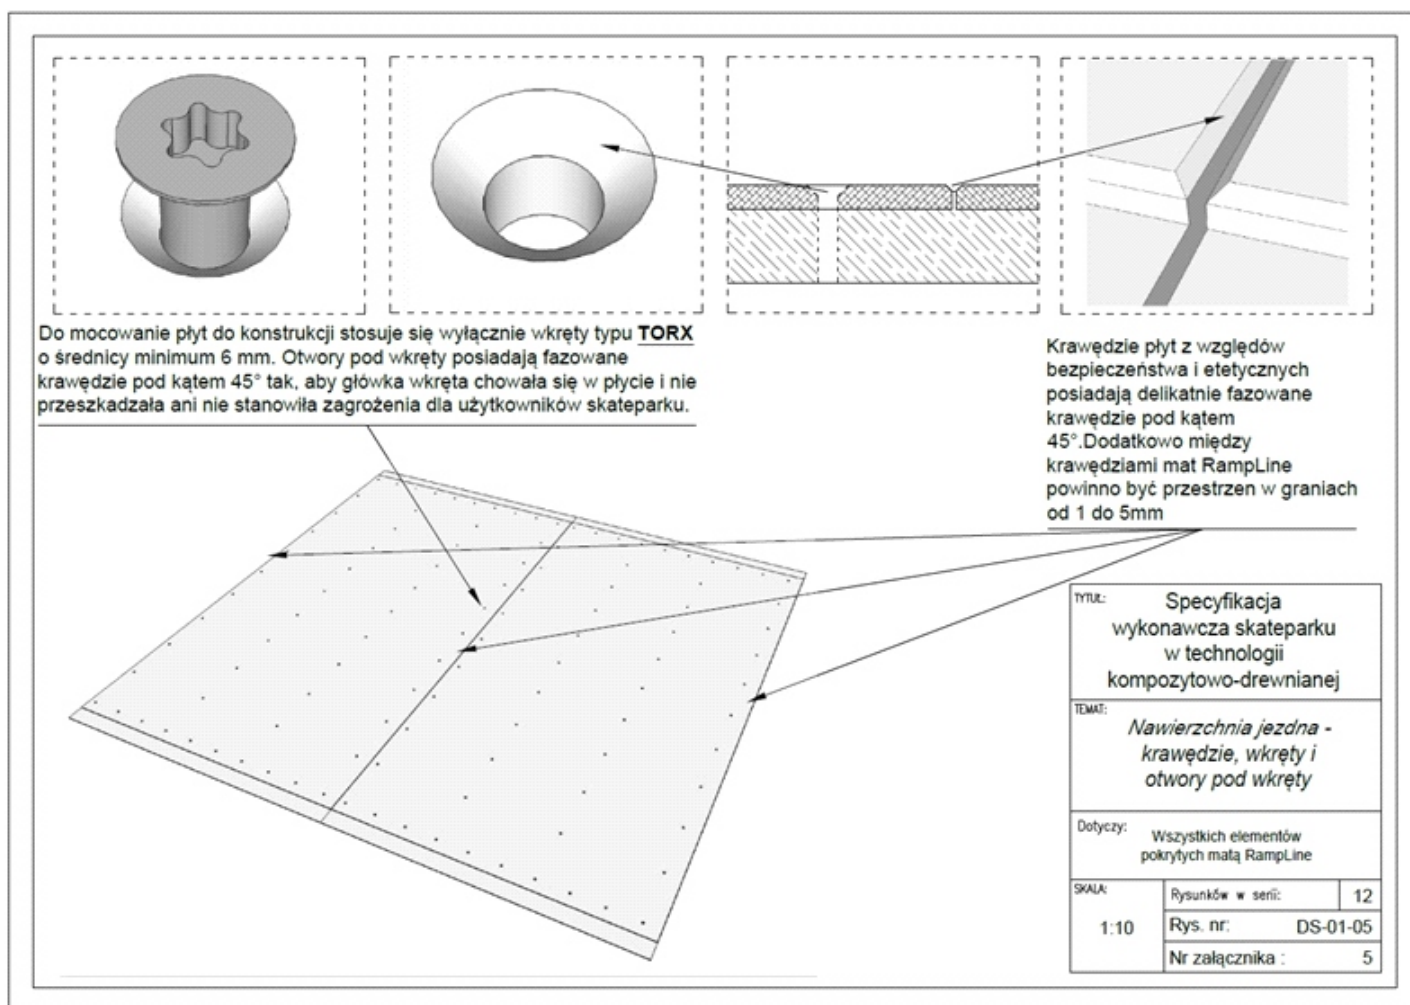 Do mocowanie płyt do konstrukcji stosuje się wyłącznie wkręty typu TORX
o średnicy minimum 6 mm. Otwory pod wkręty posiadają fazowane
krawędzie pod kątem 45° tak, aby główka wkręta chowała się w płycie i nie
przeszkadzała ani nie stanowiła zagrożenia dla użytkowników skateparku.
Krawędzie płyt z względów
bezpieczeństwa i etetycznych
posiadają delikatnie fazowane
krawędzie pod kątem
45°.Dodatkowo między
krawędziami mat RampLine
powinno być przestrzen w graniach
od 1 do 5mm
TYTUŁ:
Specyfikacja
wykonawcza skateparku
w technologii
kompozytowo-drewnianej
TEMAT:
Nawierzchnia jezdna -
krawędzie, wkręty i
otwory pod wkręty
Dotyczy:
Wszystkich elementów
pokrytych matą RampLine
SKALA:
1:10
Rysunków w serii: 12
Rys. nr: DS-01-05
Nr załącznika : 5